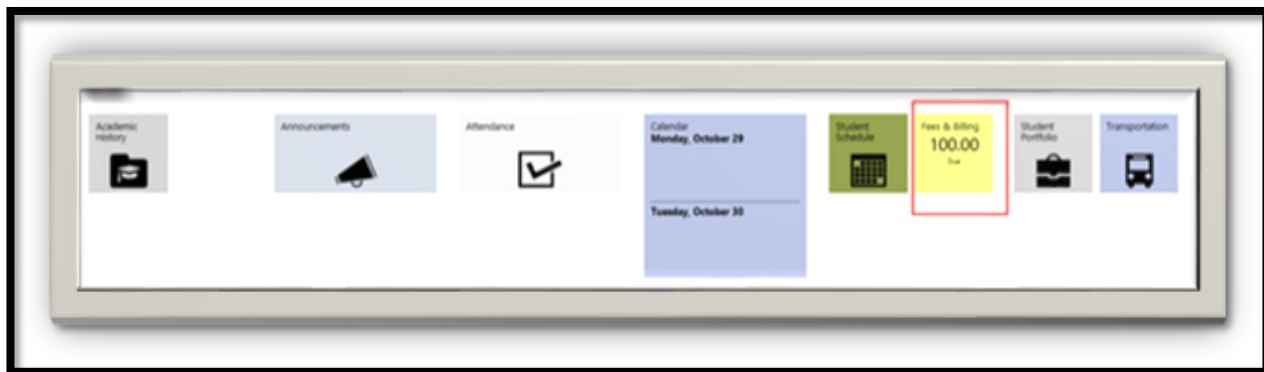 Academic
History
Announcements
Attendance
Calendar
Monday, October 29
Tuesday, October 30
Student
Schedule
Fees & Billing
100.00
Due
Student
Portfolio
Transportation